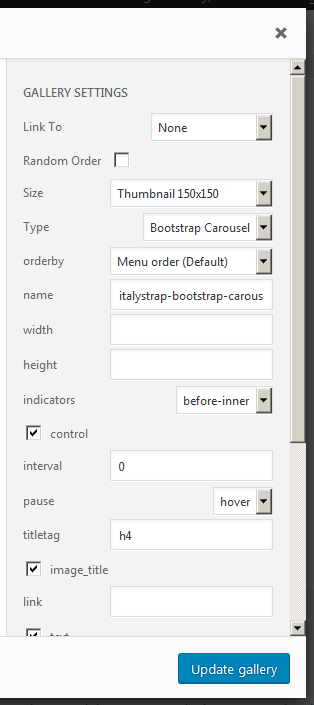 GALLERY SETTINGS
Link To None
Random Order
Size Thumbnail 150x150
Type Bootstrap Carousel
orderby Menu order (Default)
name italystrap-bootstrap-carous
width
height
indicators before-inner
control
interval 0
pause hover
titletag h4
image_title
link
Update gallery